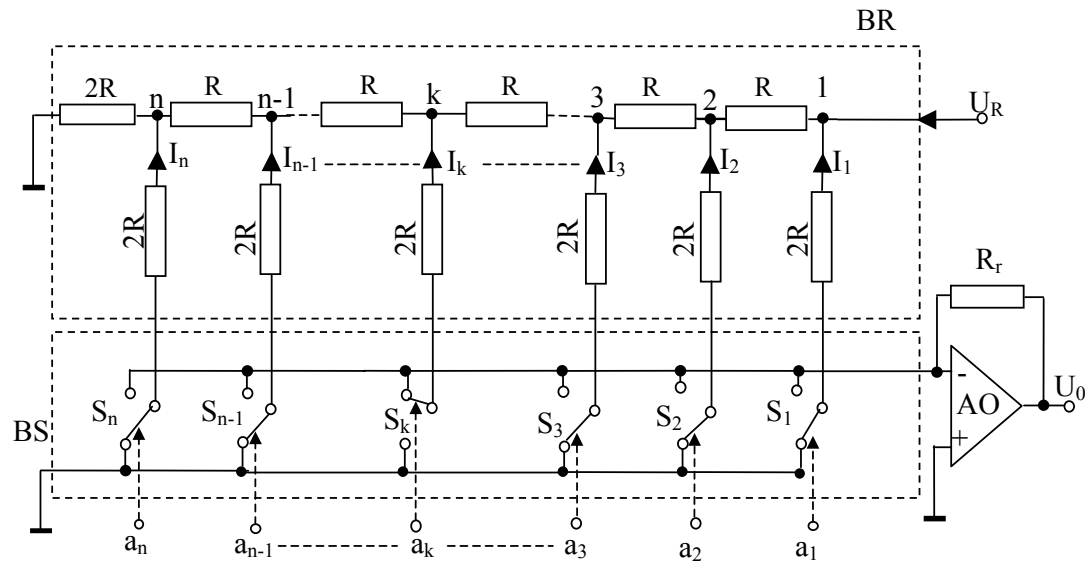 BR
2R n R n-1 R k R 3 R 2 R 1 U_R
I_n I_{n-1} I_k I_3 I_2 I_1
2R 2R 2R 2R 2R 2R
R_r
S_n S_{n-1} S_k S_3 S_2 S_1 - AO U_0
BS +
a_n a_{n-1} a_k a_3 a_2 a_1